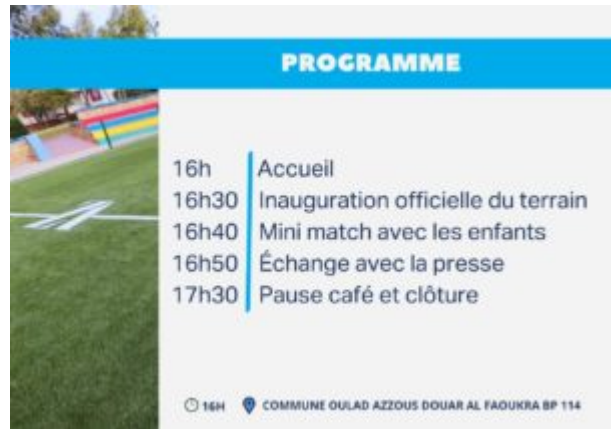 PROGRAMME
16h Accueil
16h30 Inauguration officielle du terrain
16h40 Mini match avec les enfants
16h50 Échange avec la presse
17h30 Pause café et clôture
16H COMMUNE OULAD AZZOUS DOUAR AL FAOUKRA BP 114